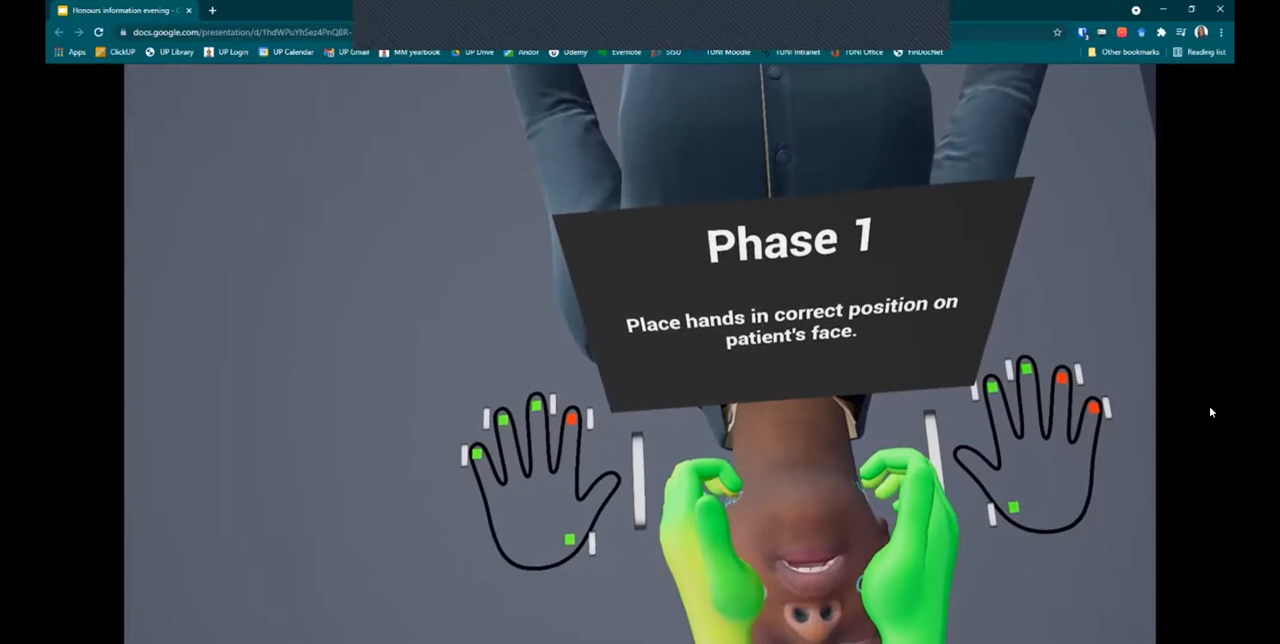 Honours information evening - G
docs.google.com/presentation/d/1hdWPuYhSez4PnQBR-
Apps ClickUP UP Library UP Login UP Calendar UP Gmail MM yearbook UP Drive Andor Udemy Evernote SISU TUNI Moodle TUNI Intranet TUNI Office FinDocNet Other bookmarks Reading list
Phase 1
Place hands in correct position on
patient's face.